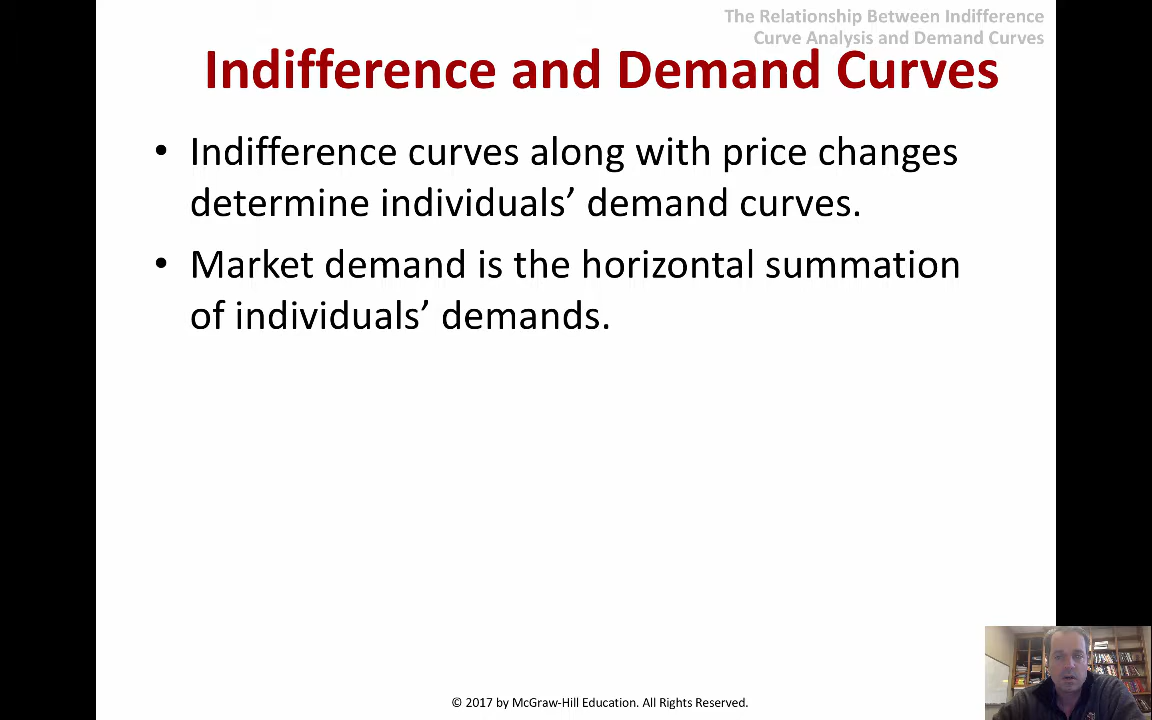 The Relationship Between Indifference
Curve Analysis and Demand Curves
Indifference and Demand Curves
• Indifference curves along with price changes
determine individuals’ demand curves.
• Market demand is the horizontal summation
of individuals’ demands.
© 2017 by McGraw-Hill Education. All Rights Reserved.